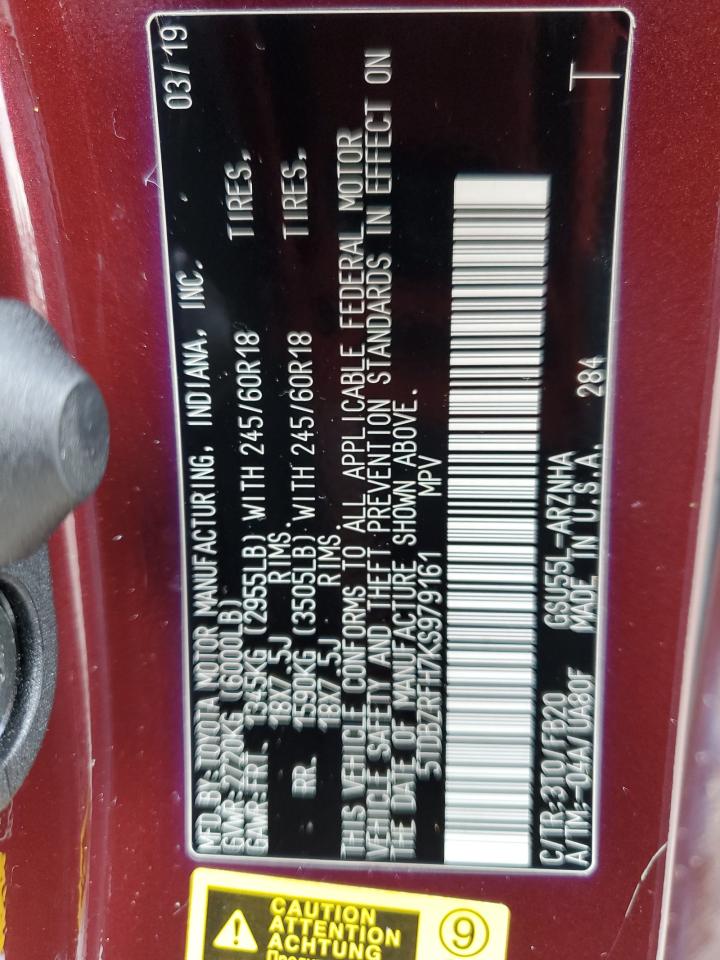 MFD BY:TOYOTA MOTOR MANUFACTURING, INDIANA, INC. 03/19
GVWR:2720KG(6000LB)
GAWR:FRT. 1345KG (2955LB) WITH 245/60R18 TIRES,
18X7.5J RIMS.
RR. 1590KG (3505LB) WITH 245/60R18 TIRES,
18X7.5J RIMS.
THIS VEHICLE CONFORMS TO ALL APPLICABLE FEDERAL MOTOR
VEHICLE SAFETY AND THEFT PREVENTION STANDARDS IN EFFECT ON
THE DATE OF MANUFACTURE SHOWN ABOVE.
5TDBZRFH7KS979161 MPV
C/TR:3T0/FB20 GSU55L-ARZNHA
A/TM:-04A/UA80F MADE IN U.S.A. 284 T
CAUTION
ATTENTION
ACHTUNG
9